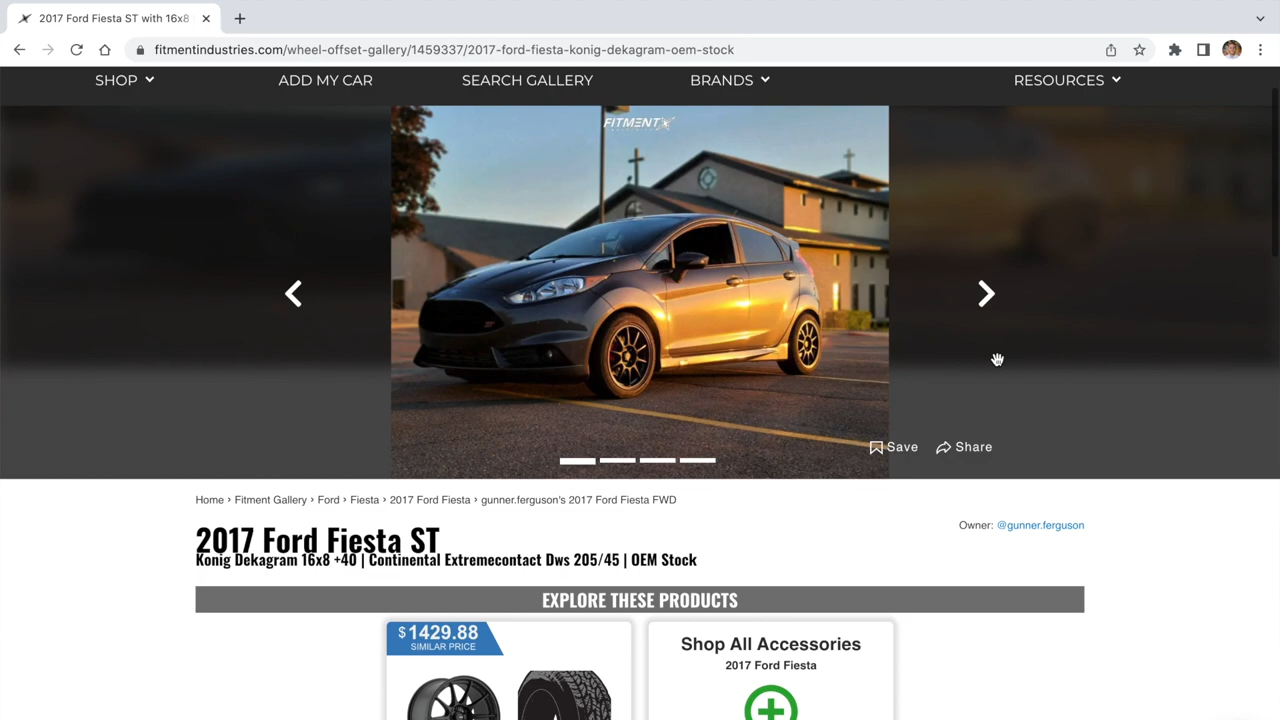 2017 Ford Fiesta ST with 16x8
fitmentindustries.com/wheel-offset-gallery/1459337/2017-ford-fiesta-konig-dekagram-oem-stock
SHOP ADD MY CAR SEARCH GALLERY BRANDS RESOURCES
FITMENT
Save Share
Home › Fitment Gallery › Ford › Fiesta › 2017 Ford Fiesta › gunner.ferguson's 2017 Ford Fiesta FWD
Owner: @gunner.ferguson
2017 Ford Fiesta ST
Konig Dekagram 16x8 +40 | Continental Extremecontact Dws 205/45 | OEM Stock
EXPLORE THESE PRODUCTS
$1429.88
SIMILAR PRICE
Shop All Accessories
2017 Ford Fiesta